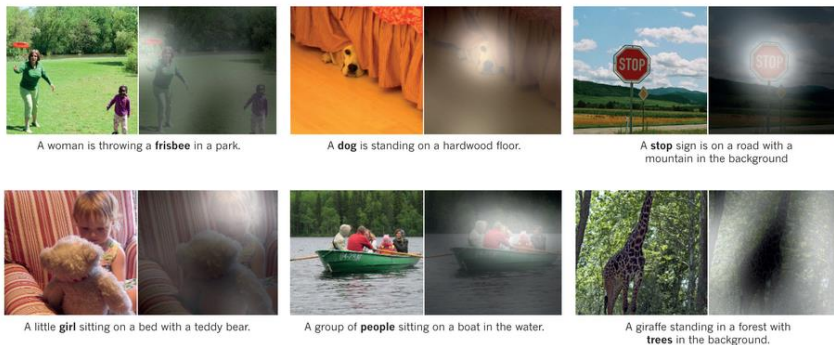 STOP
STOP
A woman is throwing a frisbee in a park.
A dog is standing on a hardwood floor.
A stop sign is on a road with a
mountain in the background
A little girl sitting on a bed with a teddy bear.
A group of people sitting on a boat in the water.
A giraffe standing in a forest with
trees in the background.